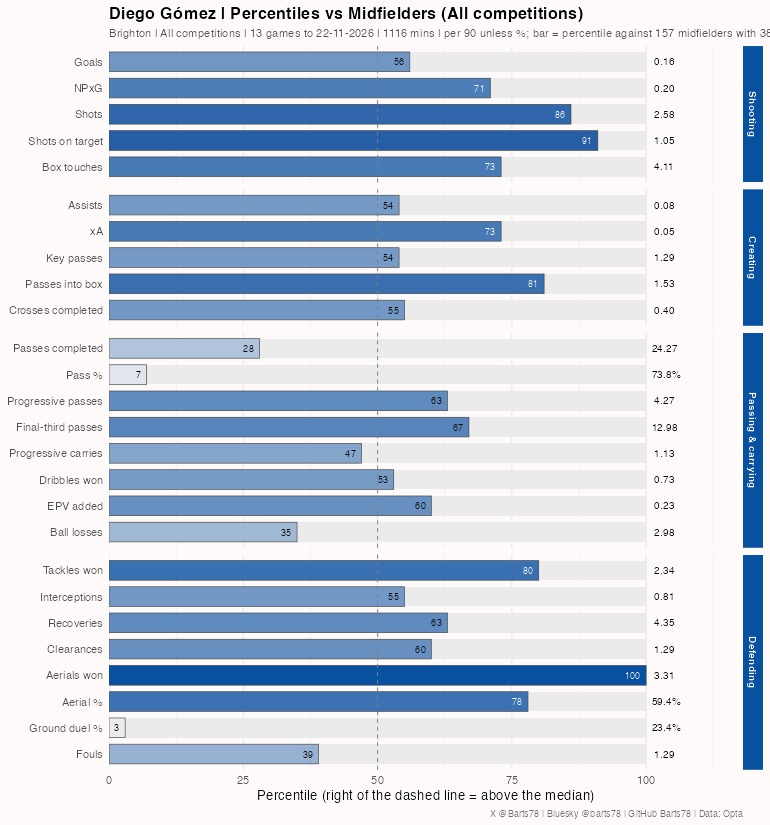 Diego Gómez | Percentiles vs Midfielders (All competitions)
Brighton | All competitions | 13 games to 22-11-2026 | 1116 mins | per 90 unless %; bar = percentile against 157 midfielders with 38
Goals 56 0.16
NPxG 71 0.20
Shots 86 2.58
Shots on target 91 1.05
Box touches 73 4.11
Shooting
Assists 54 0.08
xA 73 0.05
Key passes 54 1.29
Passes into box 81 1.53
Crosses completed 55 0.40
Creating
Passes completed 28 24.27
Pass % 7 73.8%
Progressive passes 63 4.27
Final-third passes 67 12.98
Progressive carries 47 1.13
Dribbles won 53 0.73
EPV added 60 0.23
Ball losses 35 2.98
Passing & carrying
Tackles won 80 2.34
Interceptions 55 0.81
Recoveries 63 4.35
Clearances 60 1.29
Aerials won 100 3.31
Aerial % 78 59.4%
Ground duel % 3 23.4%
Fouls 39 1.29
Defending
0 25 50 75 100
Percentile (right of the dashed line = above the median)
X @Barts78 | Bluesky @barts78 | GitHub Barts78 | Data: Opta